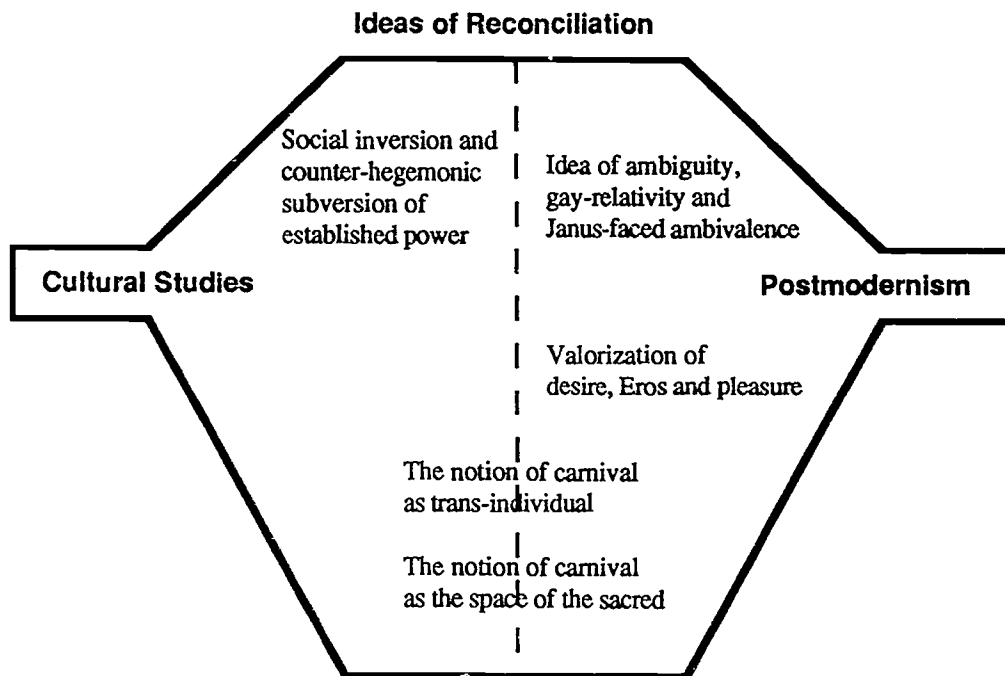 Ideas of Reconciliation
Social inversion and
counter-hegemonic
subversion of
established power
Idea of ambiguity,
gay-relativity and
Janus-faced ambivalence
Cultural Studies
Postmodernism
Valorization of
desire, Eros and pleasure
The notion of carnival
as trans-individual
The notion of carnival
as the space of the sacred